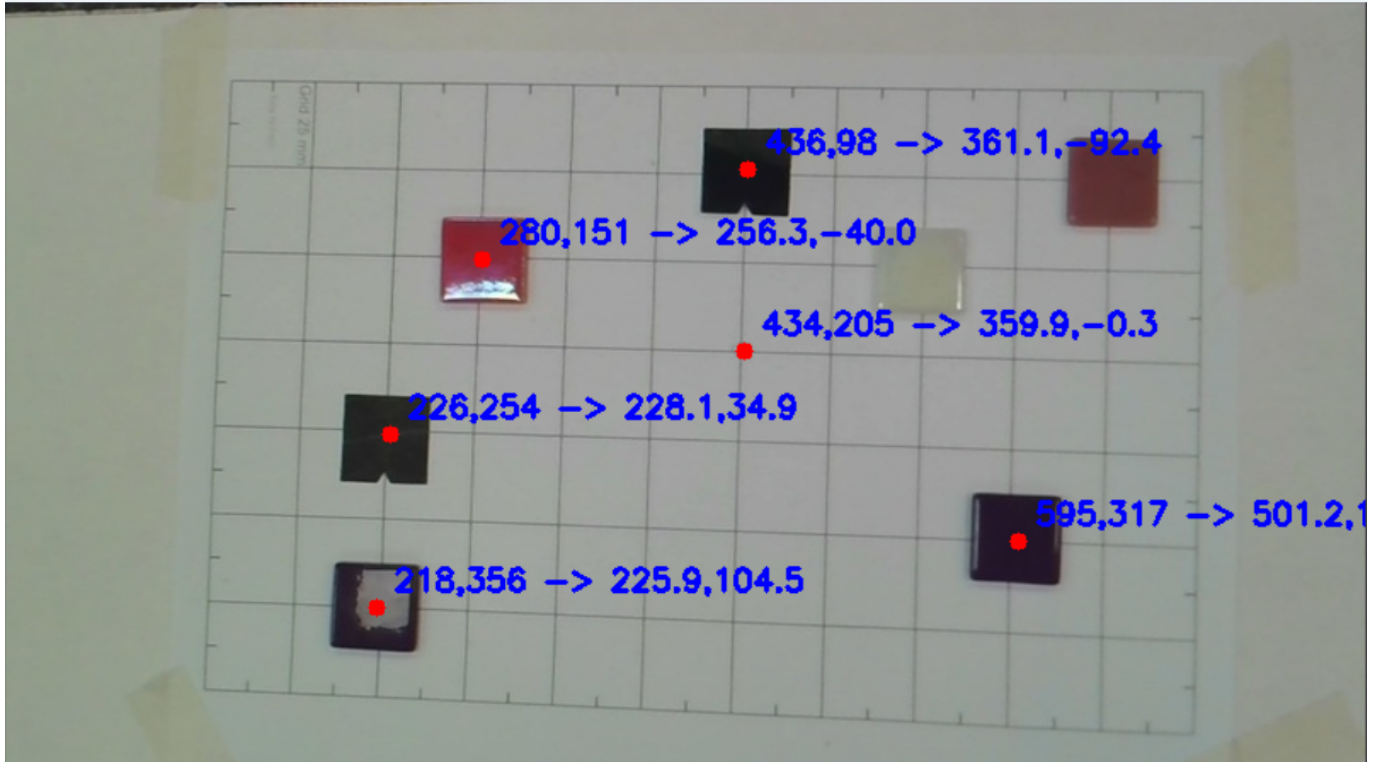 Grid 25 mm
436,98 -> 361.1,-92.4
280,151 -> 256.3,-40.0
434,205 -> 359.9,-0.3
226,254 -> 228.1,34.9
595,317 -> 501.2,1
218,356 -> 225.9,104.5